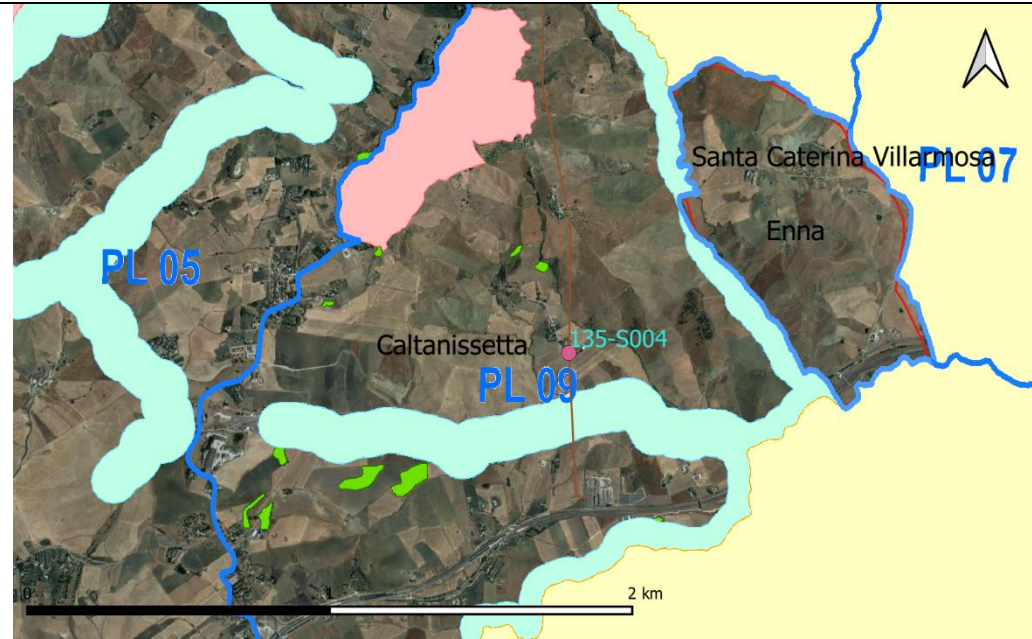 Santa Caterina Villarmosa
PL 07
Enna
PL 05
Caltanissetta
135-S004
PL 09
0
1
2 km